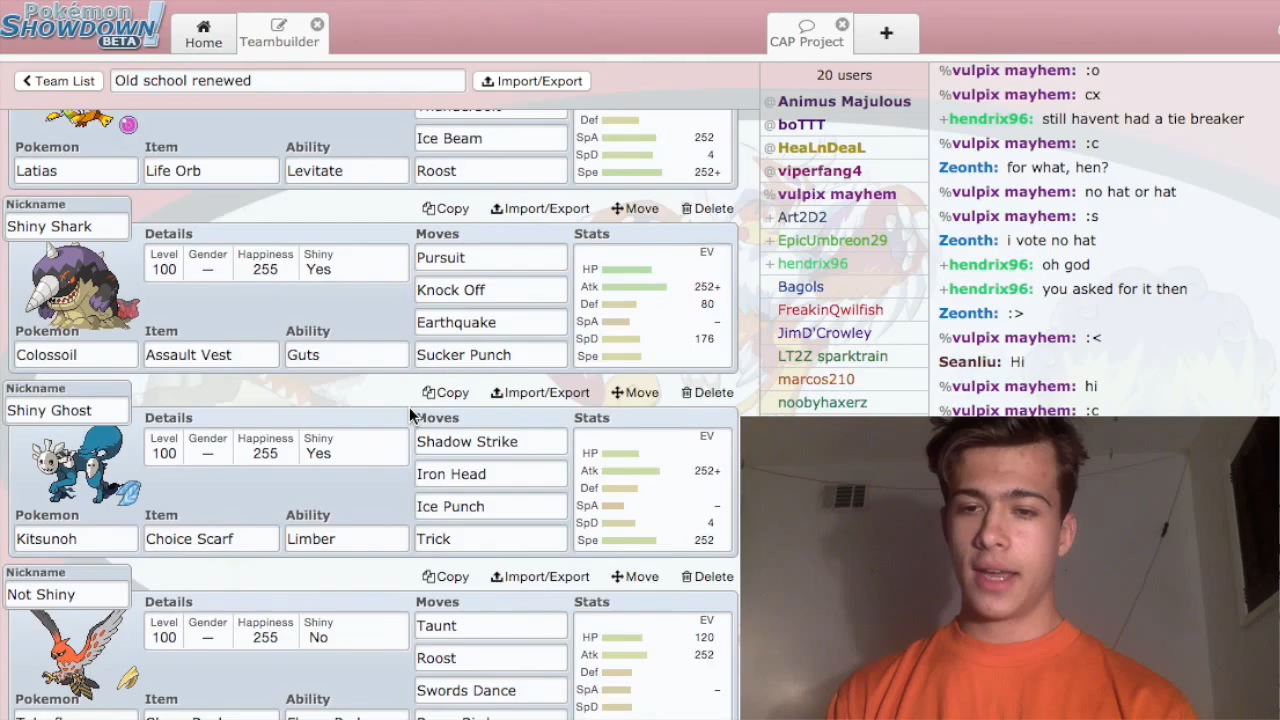 Pokémon
SHOWDOWN!
BETA
Home
Teambuilder
CAP Project
+
Team List
Old school renewed
Import/Export
Ice Beam
Roost
Def
SpA 252
SpD 4
Spe 252+
Pokemon Item Ability
Latias Life Orb Levitate
Copy Import/Export Move Delete
Nickname
Shiny Shark
Details Moves Stats
Level Gender Happiness Shiny
100 — 255 Yes
Pursuit
Knock Off
Earthquake
Sucker Punch
EV
HP
Atk 252+
Def 80
SpA –
SpD 176
Spe
Pokemon Item Ability
Colossoil Assault Vest Guts
Copy Import/Export Move Delete
Nickname
Shiny Ghost
Details Moves Stats
Level Gender Happiness Shiny
100 — 255 Yes
Shadow Strike
Iron Head
Ice Punch
Trick
EV
HP
Atk 252+
Def
SpA –
SpD 4
Spe 252
Pokemon Item Ability
Kitsunoh Choice Scarf Limber
Copy Import/Export Move Delete
Nickname
Not Shiny
Details Moves Stats
Level Gender Happiness Shiny
100 — 255 No
Taunt
Roost
Swords Dance
EV
HP 120
Atk 252
Def
SpA –
SpD
Pokemon Item Ability
20 users
@Animus Majulous
@boTTT
@HeaLnDeaL
@viperfang4
%vulpix mayhem
+Art2D2
+EpicUmbreon29
+hendrix96
Bagols
FreakinQwilfish
JimD'Crowley
LT2Z sparktrain
marcos210
noobyhaxerz
%vulpix mayhem: :o
%vulpix mayhem: cx
+hendrix96: still havent had a tie breaker
%vulpix mayhem: :c
Zeonth: for what, hen?
%vulpix mayhem: no hat or hat
%vulpix mayhem: :s
Zeonth: i vote no hat
+hendrix96: oh god
+hendrix96: you asked for it then
Zeonth: :>
%vulpix mayhem: :<
Seanliu: Hi
%vulpix mayhem: hi
%vulpix mayhem: :c